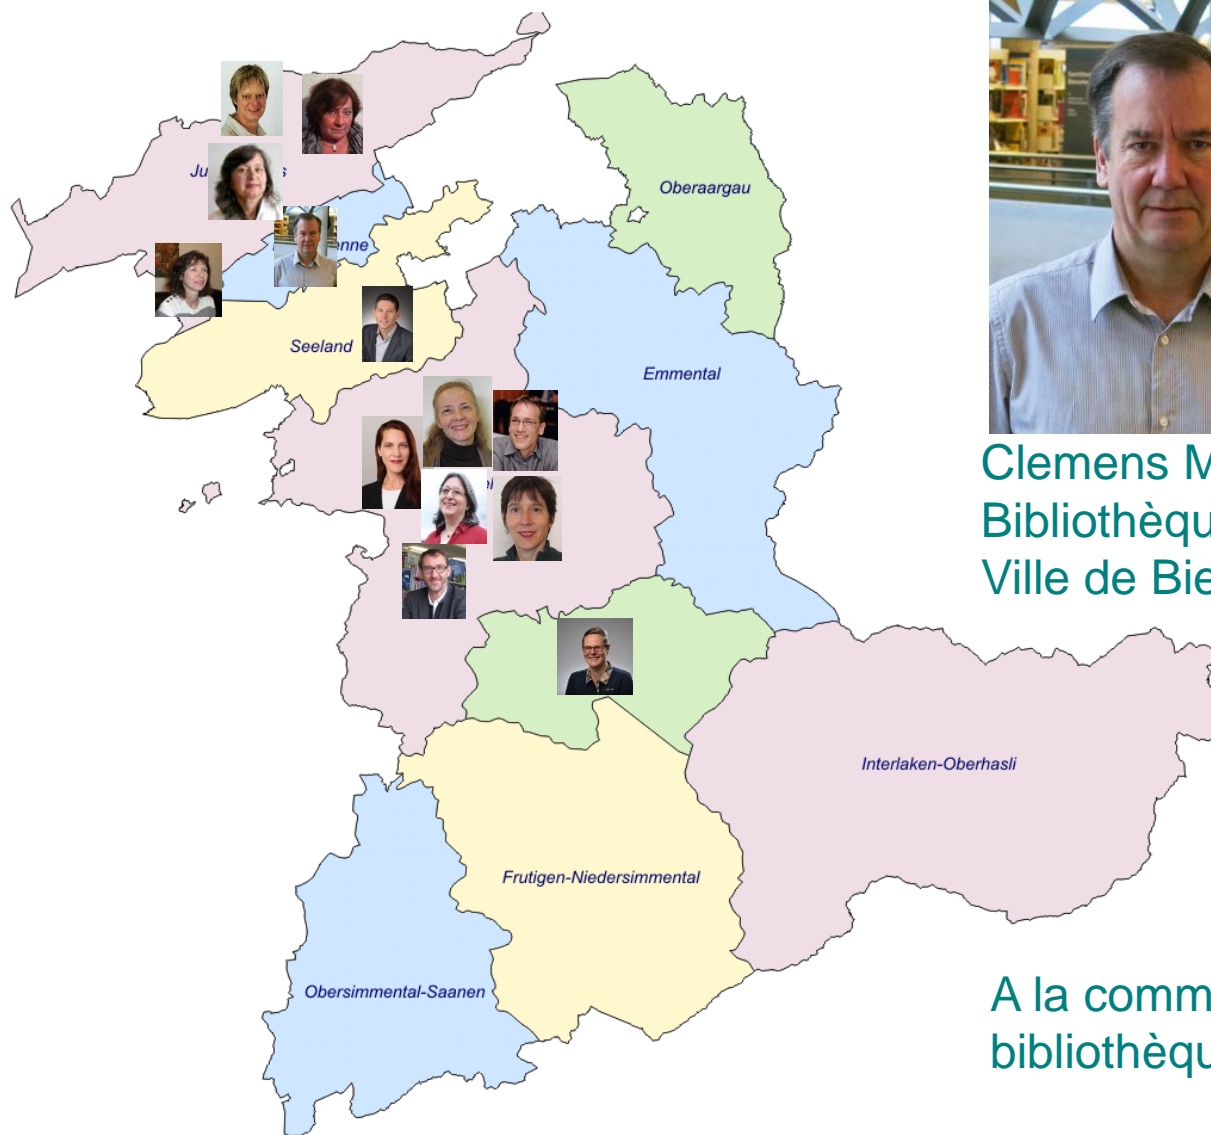 Oberaargau
Seeland
Emmental
Clemens M
Bibliothèqu
Ville de Bie
Interlaken-Oberhasli
Frutigen-Niedersimmental
Obersimmental-Saanen
A la comm
bibliothèqu